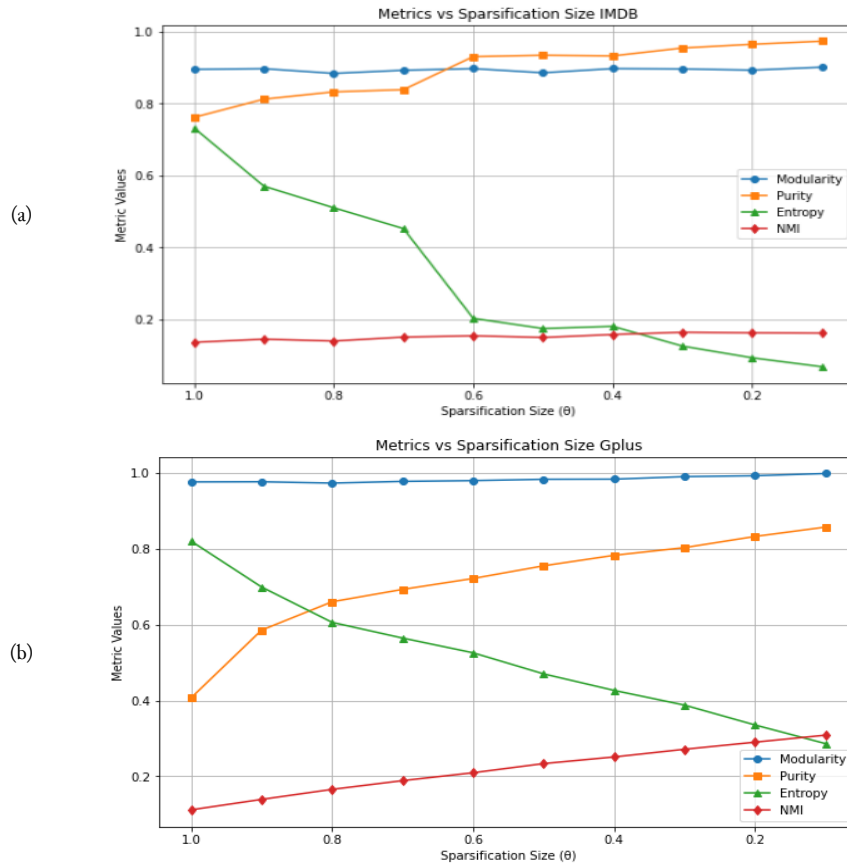 Metrics vs Sparsification Size IMDB
1.0
0.8
0.6
0.4
0.2
Metric Values
(a)
Modularity
Purity
Entropy
NMI
1.0
0.8
0.6
0.4
0.2
Sparsification Size (θ)
Metrics vs Sparsification Size Gplus
1.0
0.8
0.6
0.4
0.2
Metric Values
(b)
Modularity
Purity
Entropy
NMI
1.0
0.8
0.6
0.4
0.2
Sparsification Size (θ)